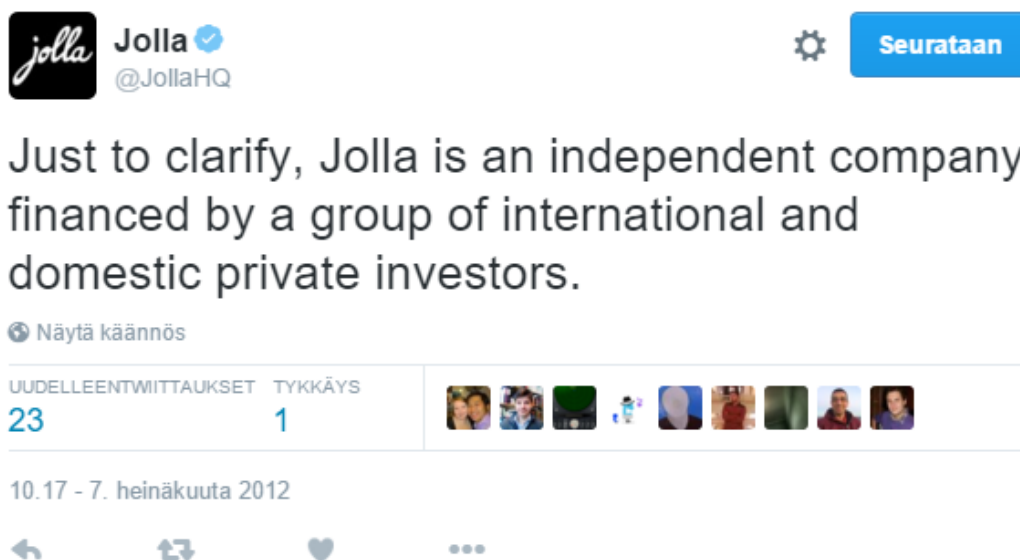 jolla
Jolla
@JollaHQ
Seurataan
Just to clarify, Jolla is an independent company
financed by a group of international and
domestic private investors.
Näytä käännös
UUDELLEENTWIITTAUKSET TYKKÄYS
23 1
10.17 - 7. heinäkuuta 2012